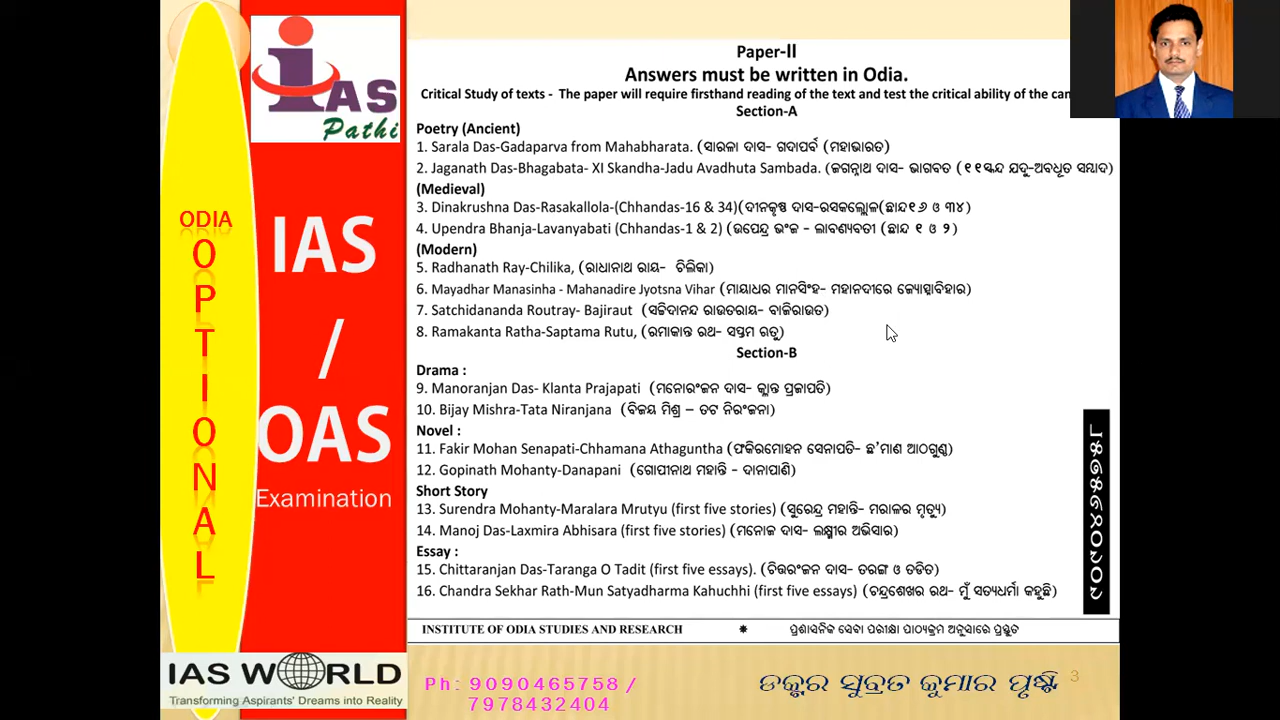 ODIA
OPTIONAL
iAS
Pathi
IAS
/
OAS
Examination
IAS WORLD
Transforming Aspirants' Dreams into Reality
Paper-II
Answers must be written in Odia.
Critical Study of texts - The paper will require firsthand reading of the text and test the critical ability of the can
Section-A
Poetry (Ancient)
1. Sarala Das-Gadaparva from Mahabharata. (ସାରଳା ଦାସ- ଗଦାପର୍ବ (ମହାଭାରତ)
2. Jaganath Das-Bhagabata- XI Skandha-Jadu Avadhuta Sambada. (ଜଗନ୍ନାଥ ଦାସ- ଭାଗବତ (୧୧ସ୍କନ୍ଦ ଯଦୁ-ଅବଧୂତ ସମ୍ବାଦ)
(Medieval)
3. Dinakrushna Das-Rasakallola-(Chhandas-16 & 34)(ଦୀନକୃଷ୍ଣ ଦାସ-ରସକଲ୍ଲୋଳ(ଛାନ୍ଦ୧୬ ଓ ୩୪)
4. Upendra Bhanja-Lavanyabati (Chhandas-1 & 2) (ଉପେନ୍ଦ୍ର ଭଂଜ - ଲାବଣ୍ୟବତୀ (ଛାନ୍ଦ ୧ ଓ ୨)
(Modern)
5. Radhanath Ray-Chilika, (ରାଧାନାଥ ରାୟ- ଚିଲିକା)
6. Mayadhar Manasinha - Mahanadire Jyotsna Vihar (ମାୟାଧର ମାନସିଂହ- ମହାନଦୀରେ ଜ୍ୟୋତ୍ସ୍ନାବିହାର)
7. Satchidananda Routray- Bajiraut (ସଚ୍ଚିଦାନନ୍ଦ ରାଉତରାୟ- ବାଜିରାଉତ)
8. Ramakanta Ratha-Saptama Rutu, (ରମାକାନ୍ତ ରଥ- ସପ୍ତମ ଋତୁ)
Section-B
Drama :
9. Manoranjan Das- Klanta Prajapati (ମନୋରଂଜନ ଦାସ- କ୍ଲାନ୍ତ ପ୍ରଜାପତି)
10. Bijay Mishra-Tata Niranjana (ବିଜୟ ମିଶ୍ର – ତଟ ନିରଂଜନା)
Novel :
11. Fakir Mohan Senapati-Chhamana Athaguntha (ଫକିରମୋହନ ସେନାପତି- ଛ'ମାଣ ଆଠଗୁଣ୍ଠ)
12. Gopinath Mohanty-Danapani (ଗୋପୀନାଥ ମହାନ୍ତି - ଦାନାପାଣି)
Short Story
13. Surendra Mohanty-Maralara Mrutyu (first five stories) (ସୁରେନ୍ଦ୍ର ମହାନ୍ତି- ମରାଳର ମୃତ୍ୟୁ)
14. Manoj Das-Laxmira Abhisara (first five stories) (ମନୋଜ ଦାସ- ଲକ୍ଷ୍ମୀର ଅଭିସାର)
Essay :
15. Chittaranjan Das-Taranga O Tadit (first five essays). (ଚିତ୍ତରଂଜନ ଦାସ- ତରଙ୍ଗ ଓ ତଡିତ)
16. Chandra Sekhar Rath-Mun Satyadharma Kahuchhi (first five essays) (ଚନ୍ଦ୍ରଶେଖର ରଥ- ମୁଁ ସତ୍ୟଧର୍ମା କହୁଛି)
INSTITUTE OF ODIA STUDIES AND RESEARCH * ପ୍ରଶାସନିକ ସେବା ପରୀକ୍ଷା ପାଠ୍ୟକ୍ରମ ଅନୁସାରେ ପ୍ରସ୍ତୁତ
Ph: 9090465758 /
7978432404
ଡକ୍ଟର ସୁବ୍ରତ କୁମାର ପୃଷ୍ଟି
3